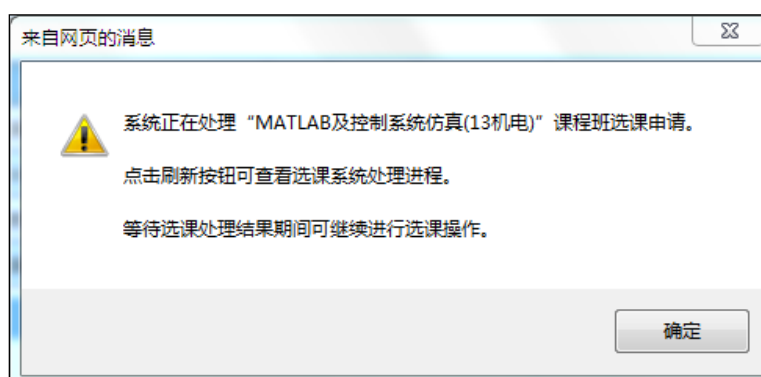 来自网页的消息
系统正在处理“MATLAB及控制系统仿真(13机电)”课程班选课申请。
点击刷新按钮可查看选课系统处理进程。
等待选课处理结果期间可继续进行选课操作。
确定